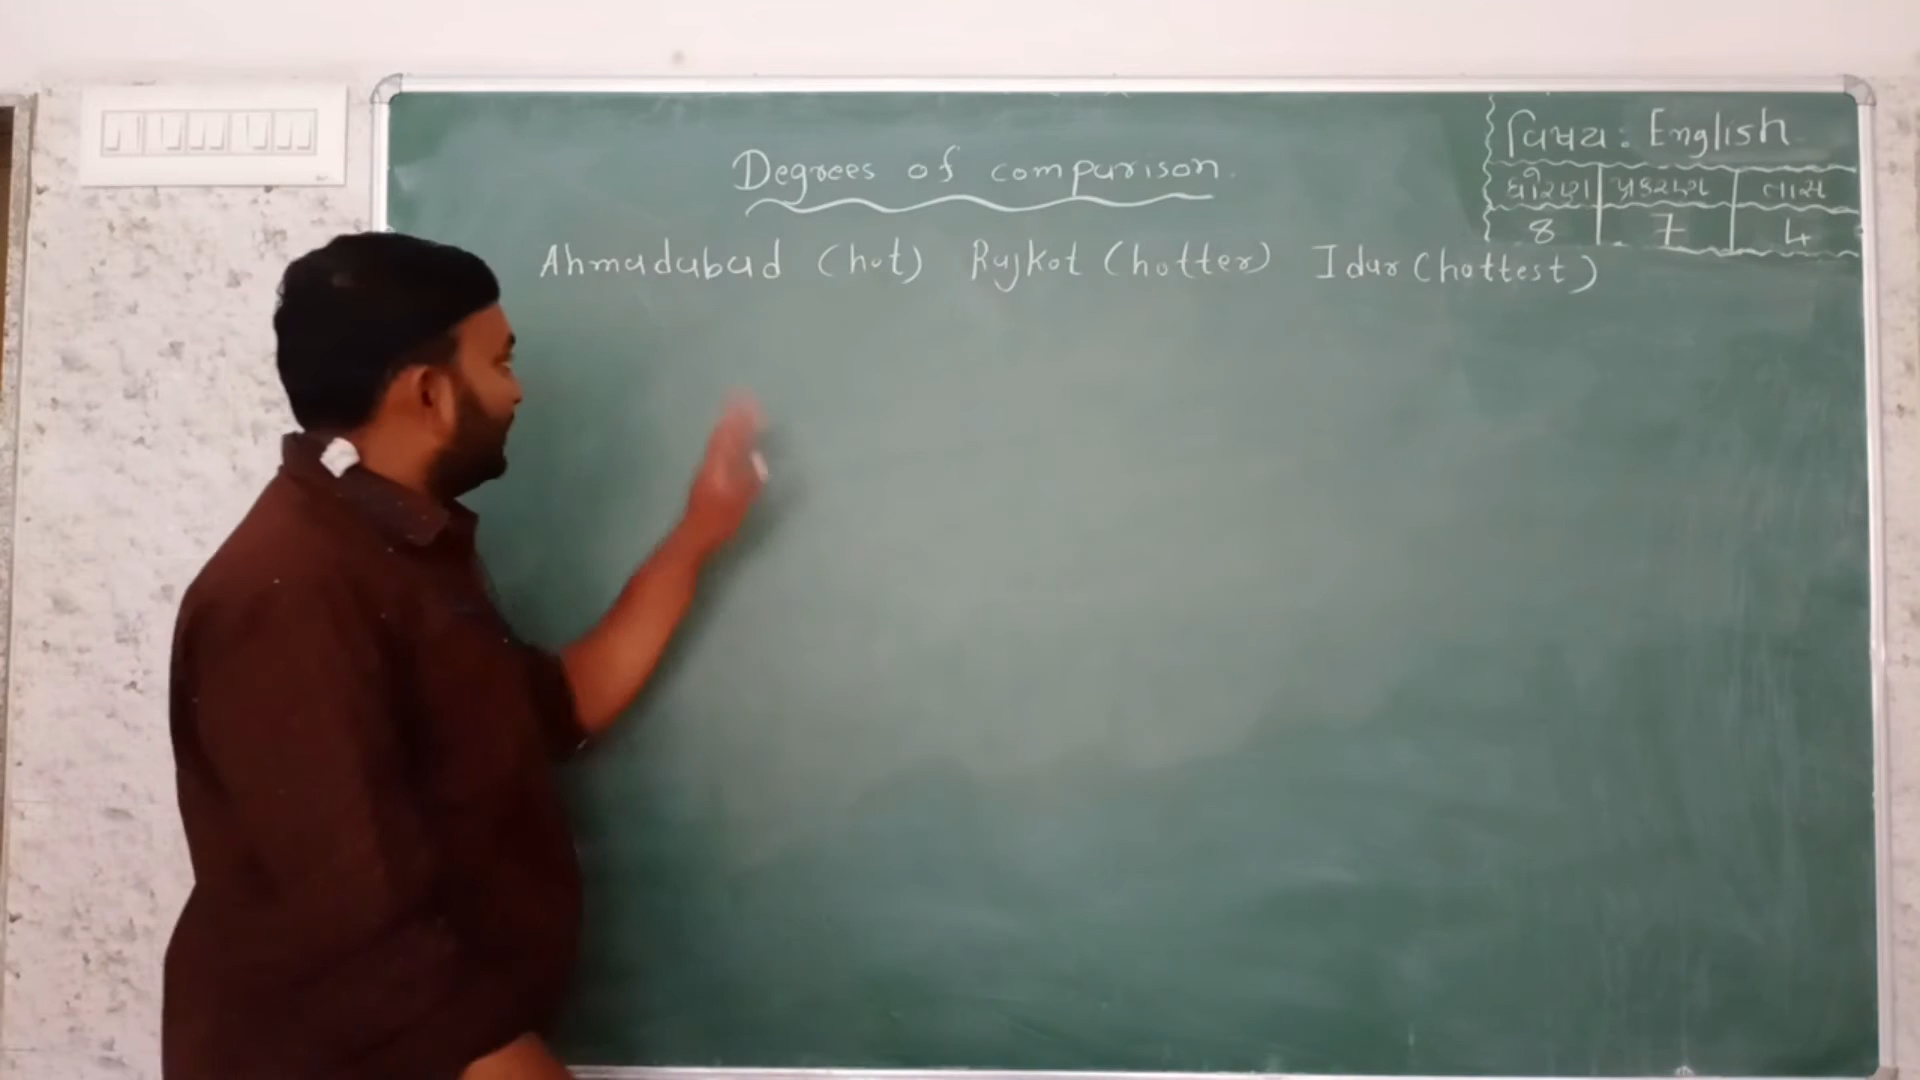 Degrees of comparison.
Ahmadabad (hot) Rajkot (hotter) Idar (hottest)
વિષય : English
ધોરણ પ્રકરણ તાસ
8 7 4